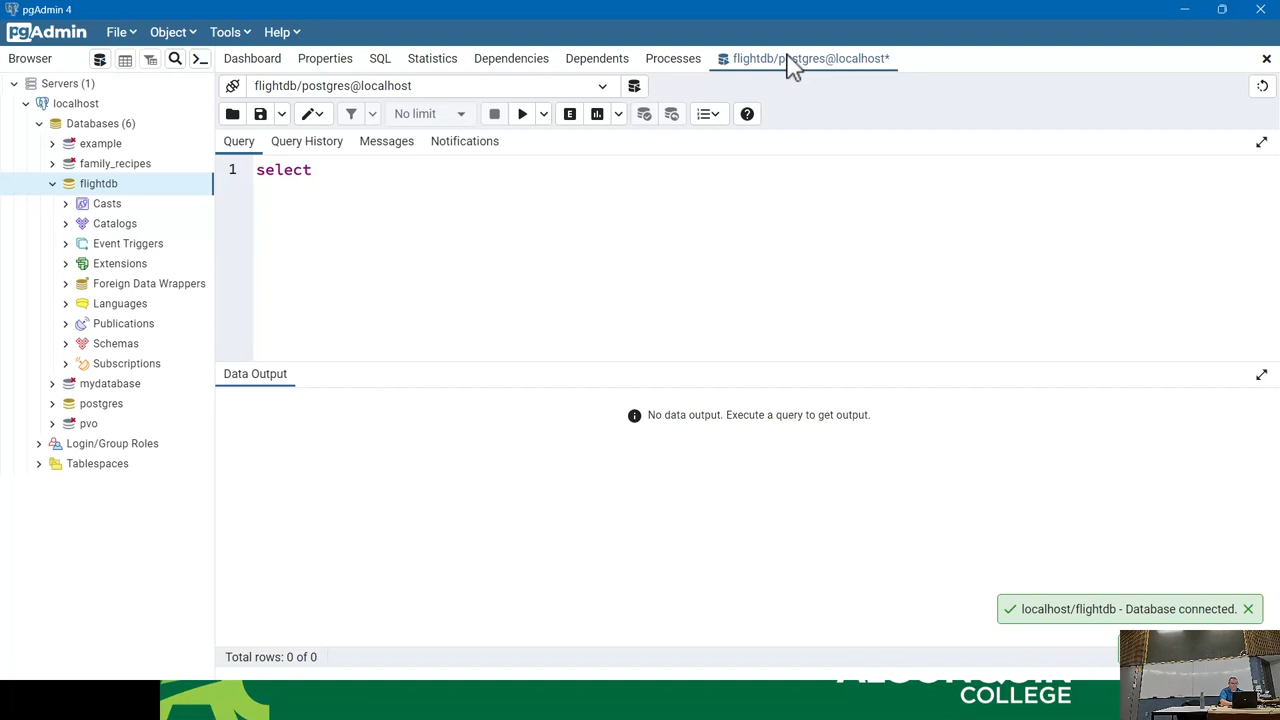 pgAdmin 4
pgAdmin File Object Tools Help
Browser
Dashboard Properties SQL Statistics Dependencies Dependents Processes flightdb/postgres@localhost*
Servers (1)
localhost
Databases (6)
example
family_recipes
flightdb
Casts
Catalogs
Event Triggers
Extensions
Foreign Data Wrappers
Languages
Publications
Schemas
Subscriptions
mydatabase
postgres
pvo
Login/Group Roles
Tablespaces
flightdb/postgres@localhost
No limit
E
Query Query History Messages Notifications
1 select
Data Output
No data output. Execute a query to get output.
localhost/flightdb - Database connected.
Total rows: 0 of 0
COLLEGE